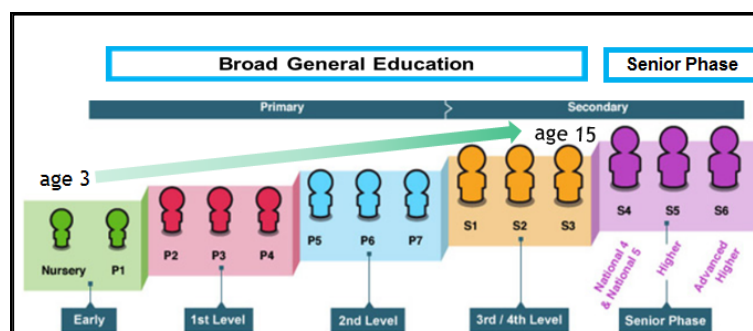 Broad General Education
Senior Phase
Primary
Secondary
age 3
age 15
Nursery
P1
P2
P3
P4
P5
P6
P7
S1
S2
S3
S4
S5
S6
National 4
& National 5
Higher
Advanced
Higher
Early
1st Level
2nd Level
3rd / 4th Level
Senior Phase